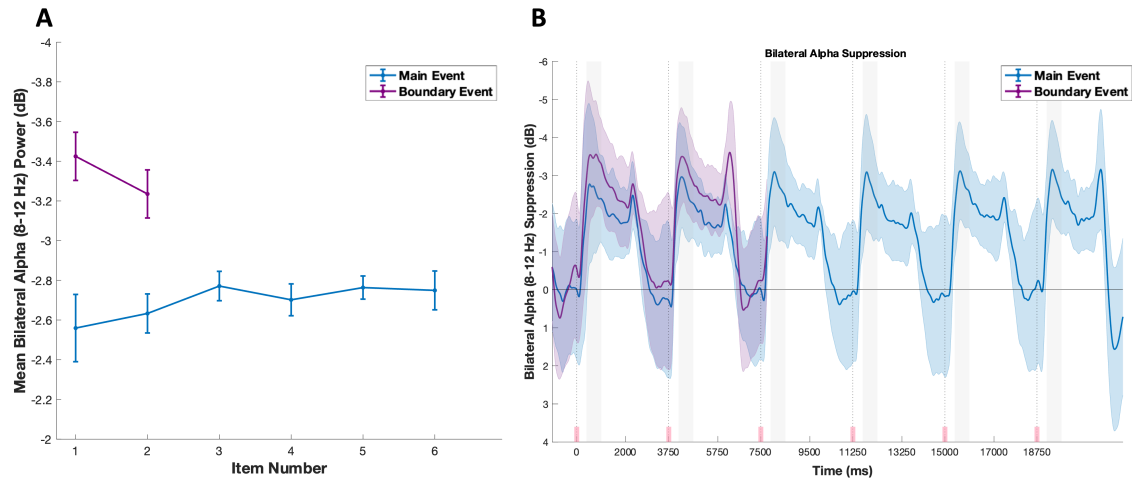 A
Mean Bilateral Alpha (8–12 Hz) Power (dB)
-4
-3.8
-3.6
-3.4
-3.2
-3
-2.8
-2.6
-2.4
-2.2
-2
Main Event
Boundary Event
1 2 3 4 5 6
Item Number
B
Bilateral Alpha Suppression
Bilateral Alpha (8–12 Hz) Suppression (dB)
-6
-5
-4
-3
-2
-1
0
1
2
3
4
Main Event
Boundary Event
0 2000 3750 5750 7500 9500 11250 13250 15000 17000 18750
Time (ms)